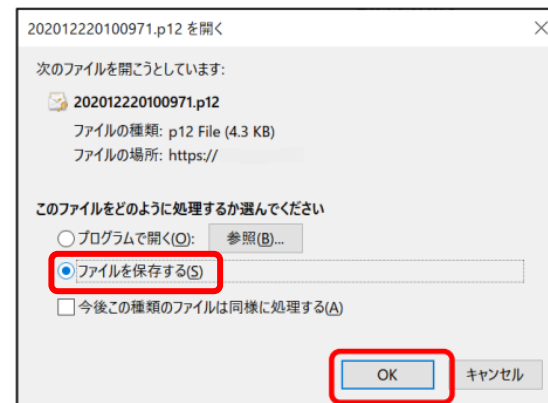 202012220100971.p12 を開く
次のファイルを開こうとしています:
202012220100971.p12
ファイルの種類: p12 File (4.3 KB)
ファイルの場所: https://
このファイルをどのように処理するか選んでください
プログラムで開く(O): 参照(B)...
ファイルを保存する(S)
今後この種類のファイルは同様に処理する(A)
OK キャンセル